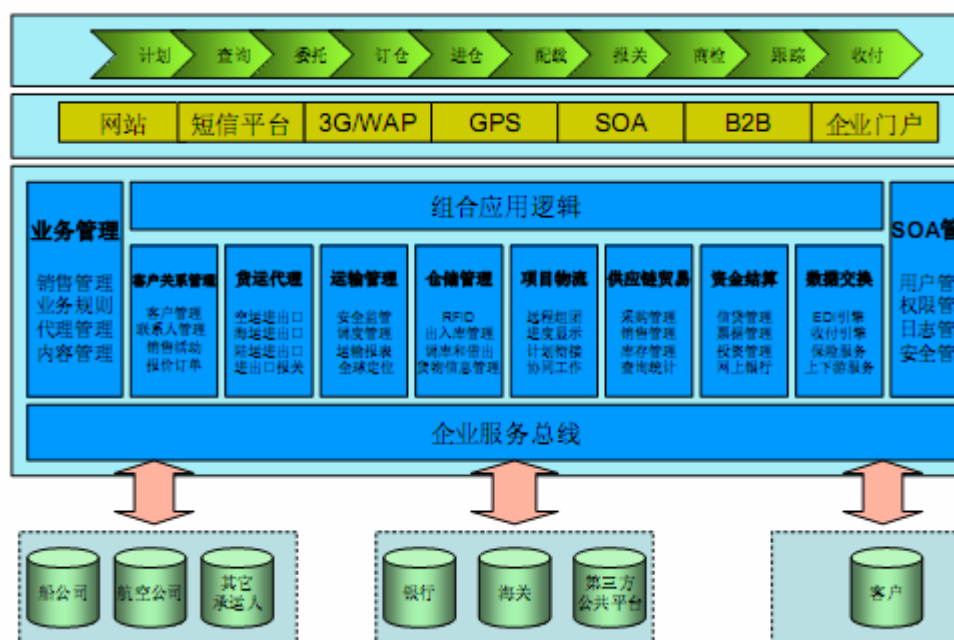 计划 查询 委托 订仓 进仓 配载 报关 商检 跟踪 收付
网站 短信平台 3G/WAP GPS SOA B2B 企业门户
组合应用逻辑
业务管理
销售管理
业务规则
代理管理
内容管理
客户关系管理
客户管理
联系人管理
销售活动
报价订单
货运代理
空运进出口
海运进出口
陆运进出口
进出口报关
运输管理
安全监管
调度管理
运输报表
全球定位
仓储管理
RFID
出入库管理
调库和借出
货物信息管理
项目物流
远程组团
进度显示
计划衔接
协同工作
供应链贸易
采购管理
销售管理
库存管理
查询统计
资金结算
信贷管理
票据管理
投资管理
网上银行
数据交换
EDI引擎
收付引擎
保险服务
上下游服务
SOA管
用户管
权限管
日志管
安全管
企业服务总线
船公司
航空公司
其它
承运人
银行
海关
第三方
公共平台
客户